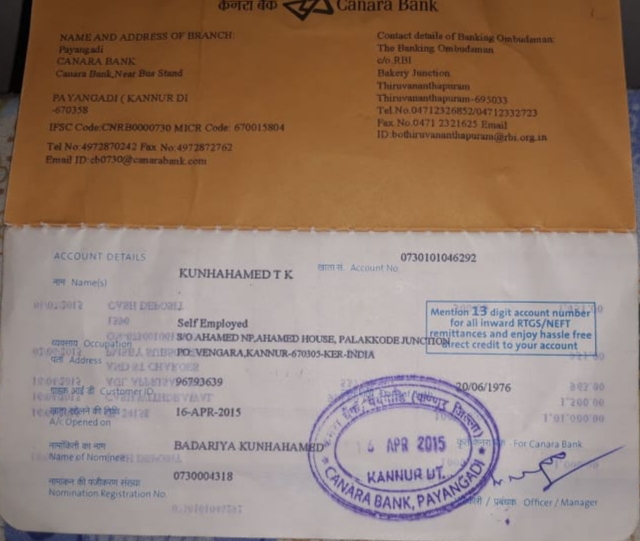 केनरा बैंक Canara Bank
NAME AND ADDRESS OF BRANCH:
Payangadi
CANARA BANK
Canara Bank,Near Bus Stand
PAYANGADI ( KANNUR DI
-670358
IFSC Code:CNRB0000730 MICR Code: 670015804
Tel No:4972870242 Fax No:4972872762
Email ID:cb0730@canarabank.com
Contact details of Banking Ombudsman:
The Banking Ombudsman
c/o.RBI
Bakery Junction
Thiruvananthapuram
Thiruvananthapuram-695033
Tel.No.04712326852/04712332723
Fax.No.0471 2321625 Email
ID:bothiruvananthapuram@rbi.org.in
ACCOUNT DETAILS
नाम Name(s) KUNHAHAMED T K
खाता सं. Account No. 0730101046292
Mention 13 digit account number
for all inward RTGS/NEFT
remittances and enjoy hassle free
direct credit to your account
व्यवसाय Occupation Self Employed
पता Address S/O AHAMED NP,AHAMED HOUSE, PALAKKODE JUNCTION
PO VENGARA,KANNUR-670305-KER-INDIA
ग्राहक आई डी Customer ID 96793639
20/06/1976
खाता खोलने की तिथि
A/C Opened on 16-APR-2015
नामांकिती का नाम
Name of Nominee BADARIYA KUNHAHAMED
नामांकन की पंजीकरण संख्या
Nomination Registration No. 0730004318
APR 2015
KANNUR DT.
CANARA BANK, PAYANGADI
For Canara Bank
प्रबंधक Officer / Manager